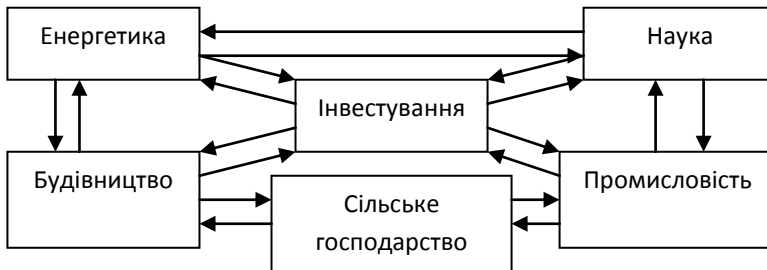 Енергетика
Наука
Інвестування
Будівництво
Сільське
господарство
Промисловість